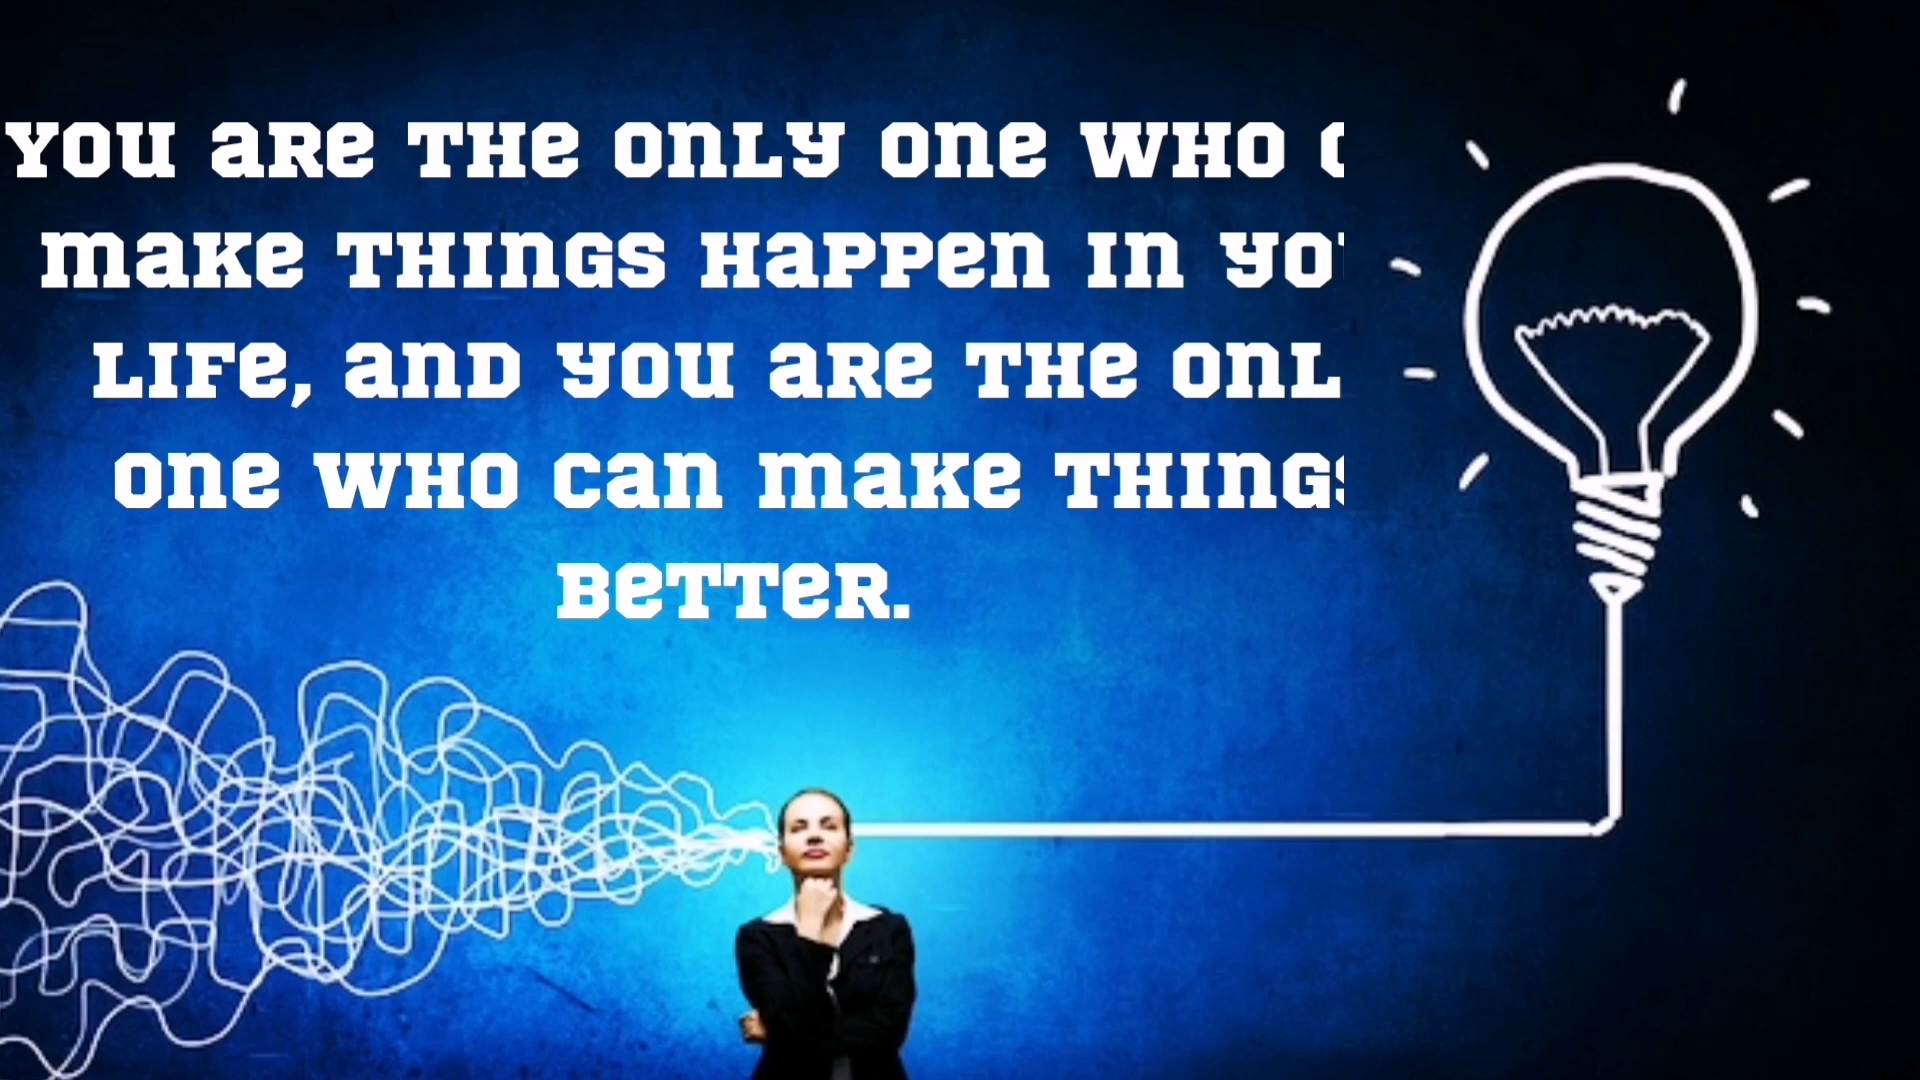 YOU ARE THE ONLY ONE WHO
MAKE THINGS HAPPEN IN
LIFE, AND YOU ARE THE
ONE WHO CAN MAKE THINGS
BETTER.